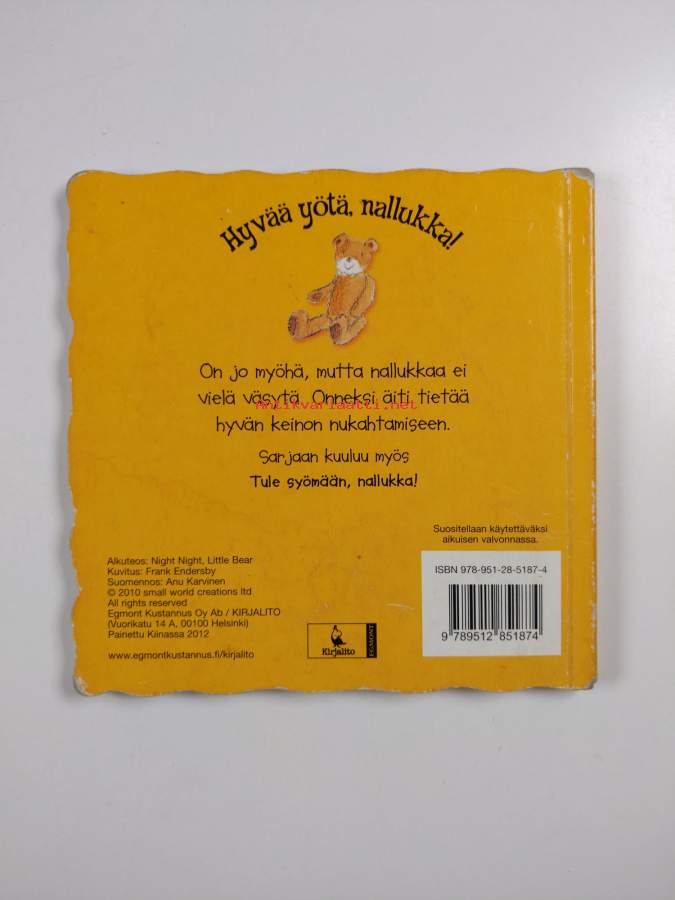 Hyvää yötä, nallukka!
On jo myöhä, mutta nallukkaa ei
vielä väsytä. Onneksi äiti tietää
Antikvariaatti.net
hyvän keinon nukahtamiseen.
Sarjaan kuuluu myös
Tule syömään, nallukka!
Suositellaan käytettäväksi
aikuisen valvonnassa.
Alkuteos: Night Night, Little Bear
Kuvitus: Frank Endersby
Suomennos: Anu Karvinen
© 2010 small world creations ltd
All rights reserved
Egmont Kustannus Oy Ab / KIRJALITO
(Vuorikatu 14 A, 00100 Helsinki)
Painettu Kiinassa 2012
www.egmontkustannus.fi/kirjalito
Kirjalito
EGMONT
ISBN 978-951-28-5187-4
9 789512 851874